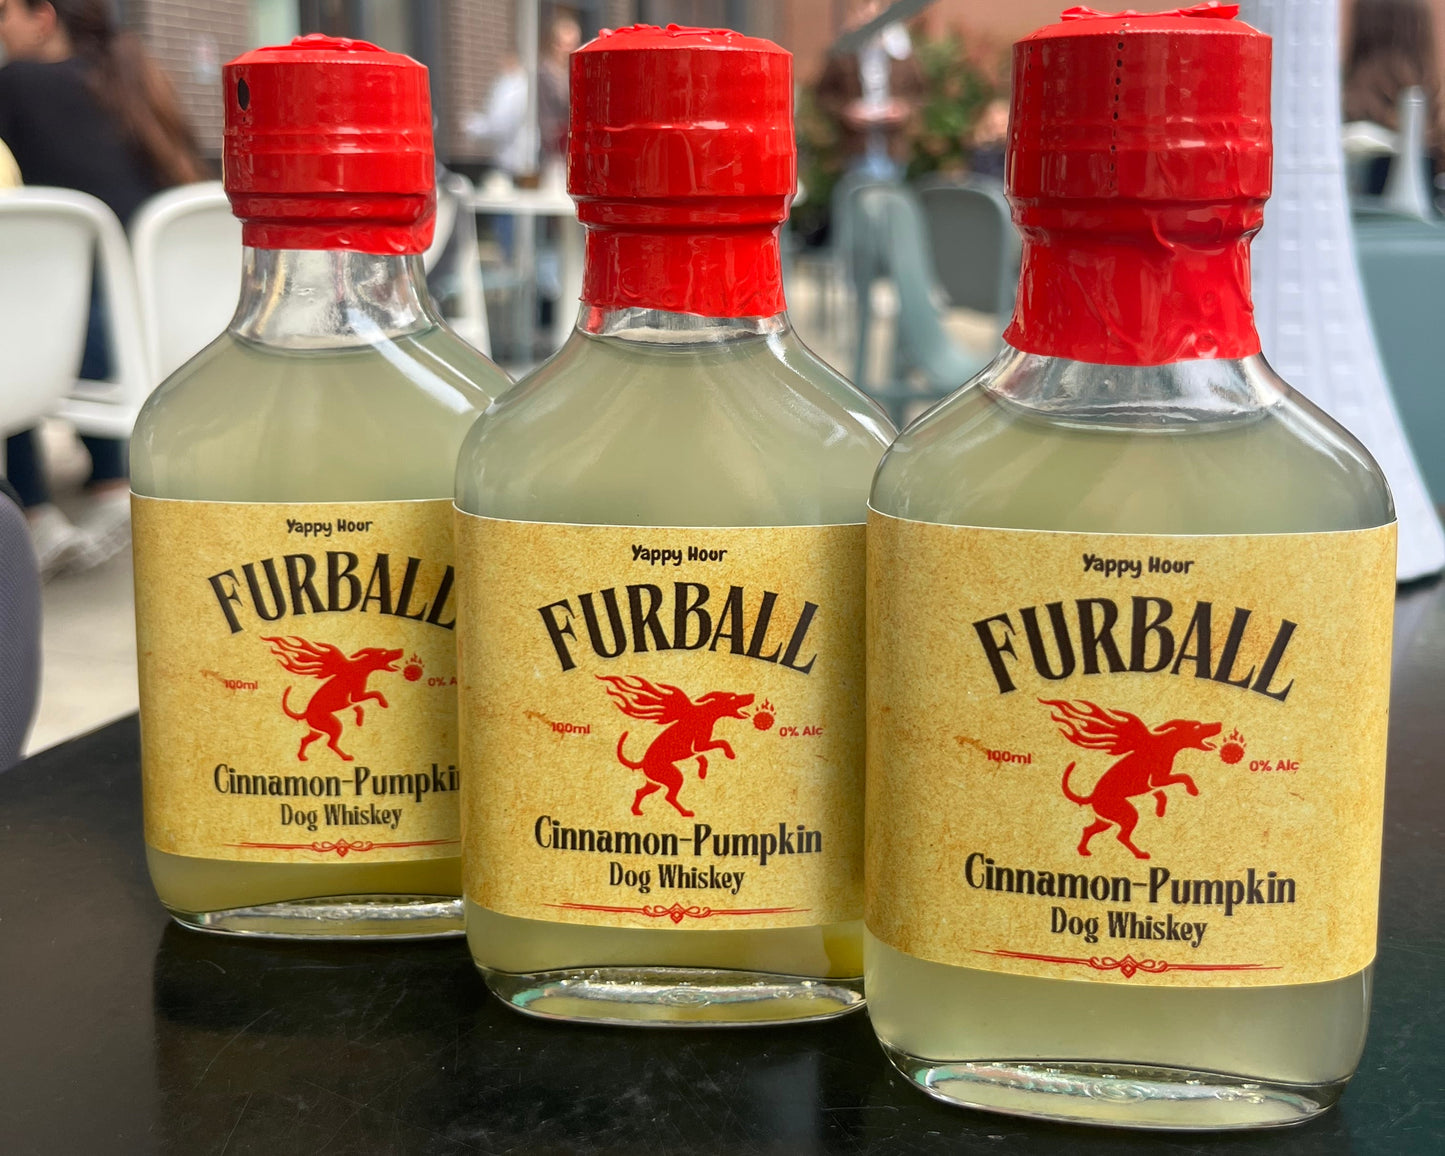 Yappy Hour
FURBALL
100ml
0% A
Cinnamon-Pumpkin
Dog Whiskey
Yappy Hour
FURBALL
100ml
0% Alc
Cinnamon-Pumpkin
Dog Whiskey
Yappy Hour
FURBALL
100ml
0% Alc
Cinnamon-Pumpkin
Dog Whiskey